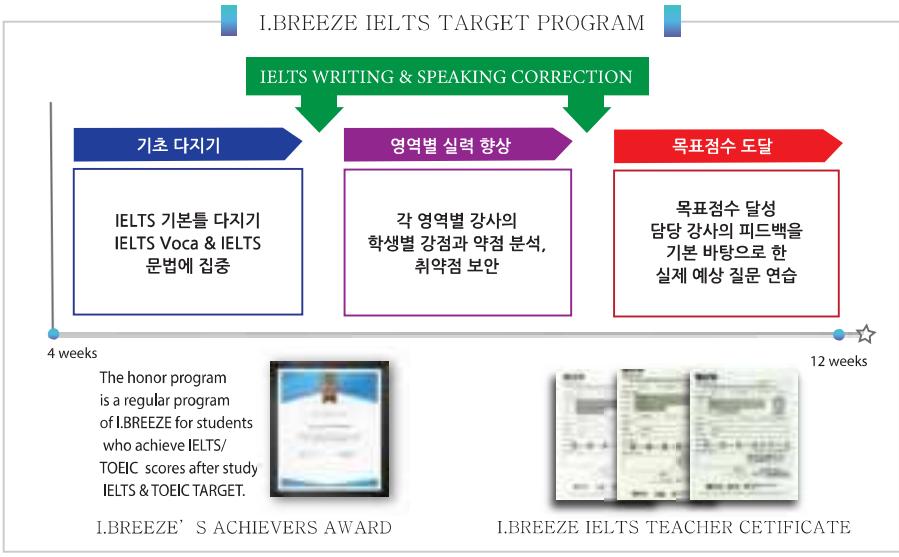 I.BREEZE IELTS TARGET PROGRAM
IELTS WRITING & SPEAKING CORRECTION
기초 다지기
영역별 실력 향상
목표점수 도달
IELTS 기본틀 다지기
IELTS Voca & IELTS
문법에 집중
각 영역별 강사의
학생별 강점과 약점 분석,
취약점 보안
목표점수 달성
담당 강사의 피드백을
기본 바탕으로 한
실제 예상 질문 연습
4 weeks
12 weeks
The honor program
is a regular program
of I.BREEZE for students
who achieve IELTS/
TOEIC scores after study
IELTS & TOEIC TARGET.
I.BREEZE' S ACHIEVERS AWARD
I.BREEZE IELTS TEACHER CETIFICATE